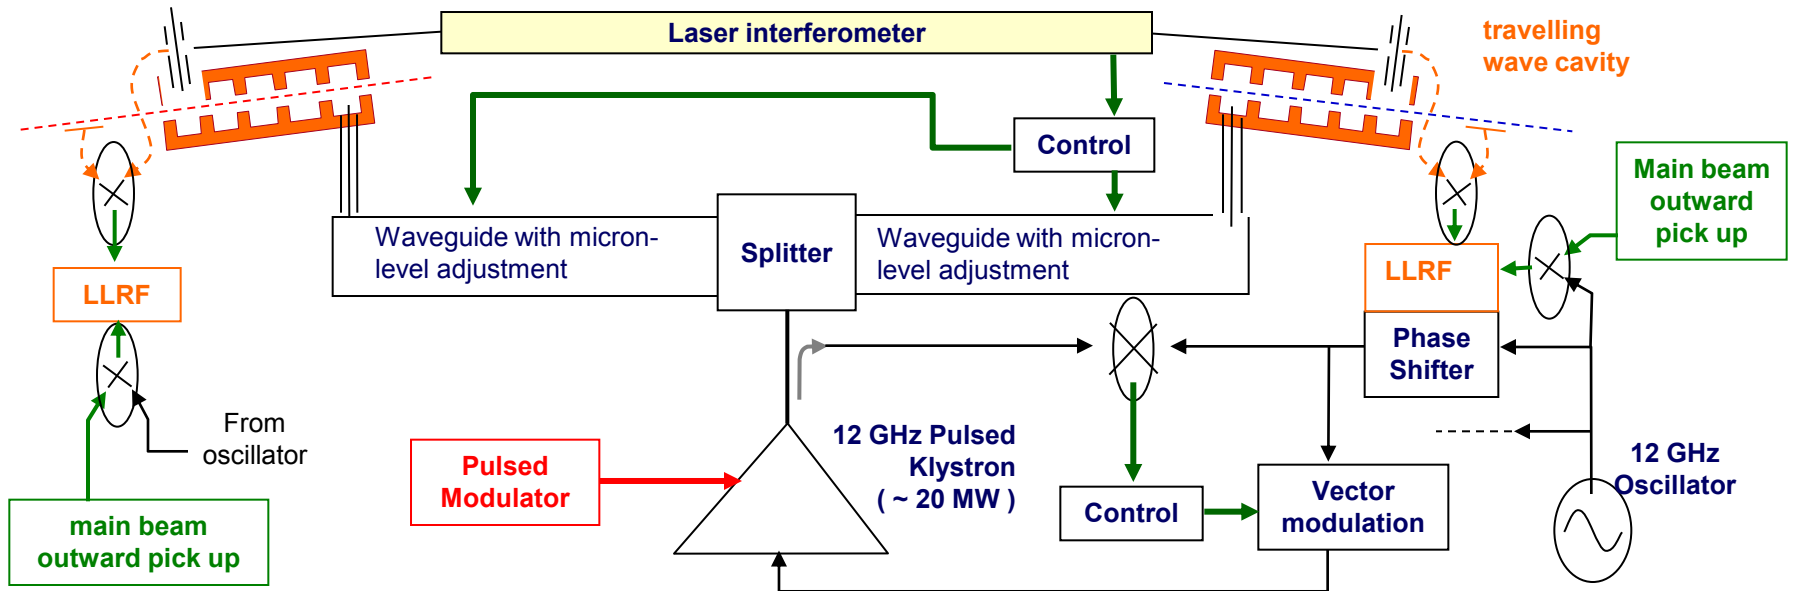 Laser interferometer
travelling
wave cavity
Control
Main beam
outward
pick up
Waveguide with micron-
level adjustment
Splitter
Waveguide with micron-
level adjustment
LLRF
LLRF
Phase
Shifter
From
oscillator
12 GHz Pulsed
Klystron
( ~ 20 MW )
Pulsed
Modulator
Control
Vector
modulation
12 GHz
Oscillator
main beam
outward pick up